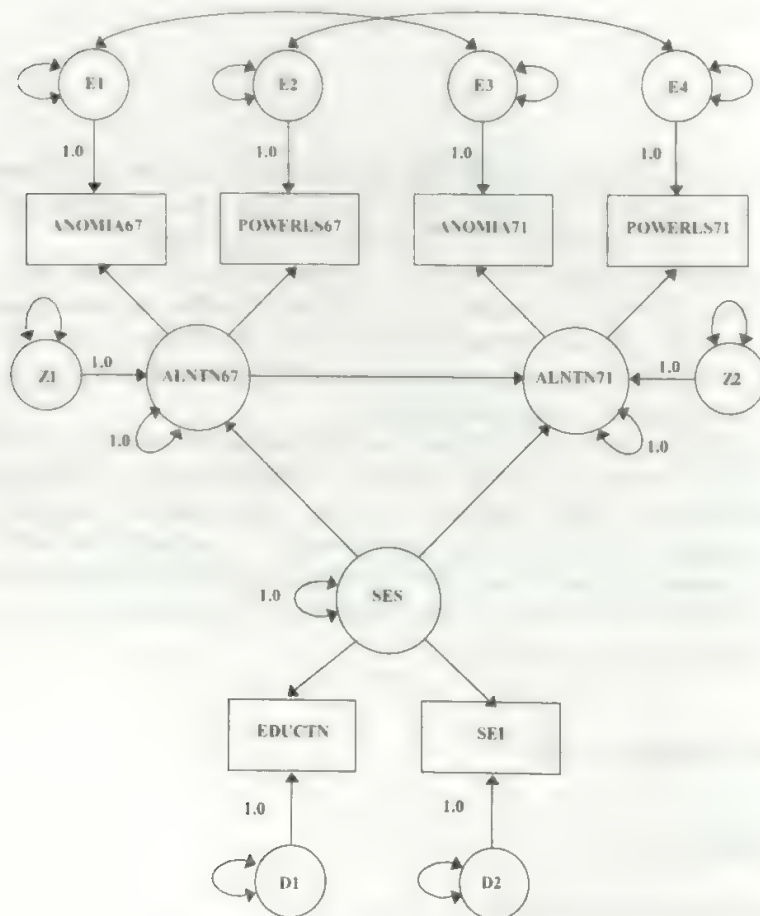 E1 E2 E3 E4
1.0 1.0 1.0 1.0
ANOMIA67 POWERLS67 ANOMIA71 POWERLS71
Z1 1.0 ALNTN67 ALNTN71 1.0 Z2
1.0 1.0
1.0 SES
EDUCTN SEI
1.0 1.0
D1 D2